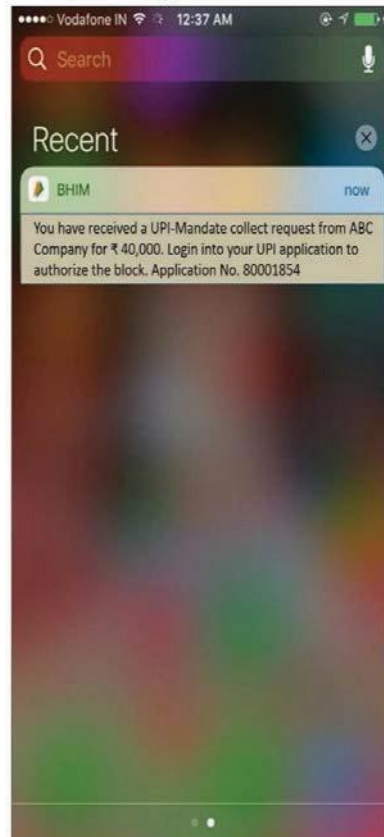 Vodafone IN 12:37 AM
Search
Recent
BHIM now
You have received a UPI-Mandate collect request from ABC
Company for ₹ 40,000. Login into your UPI application to
authorize the block. Application No. 80001854